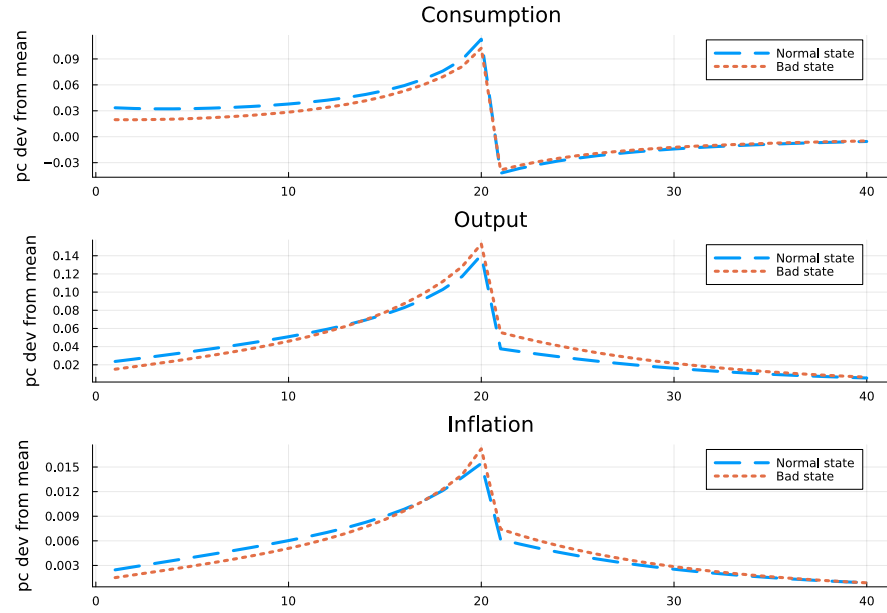 Consumption
pc dev from mean
0.09
0.06
0.03
0.00
−0.03
Normal state
Bad state
0
10
20
30
40
Output
pc dev from mean
0.14
0.12
0.10
0.08
0.06
0.04
0.02
Normal state
Bad state
0
10
20
30
40
Inflation
pc dev from mean
0.015
0.012
0.009
0.006
0.003
Normal state
Bad state
0
10
20
30
40